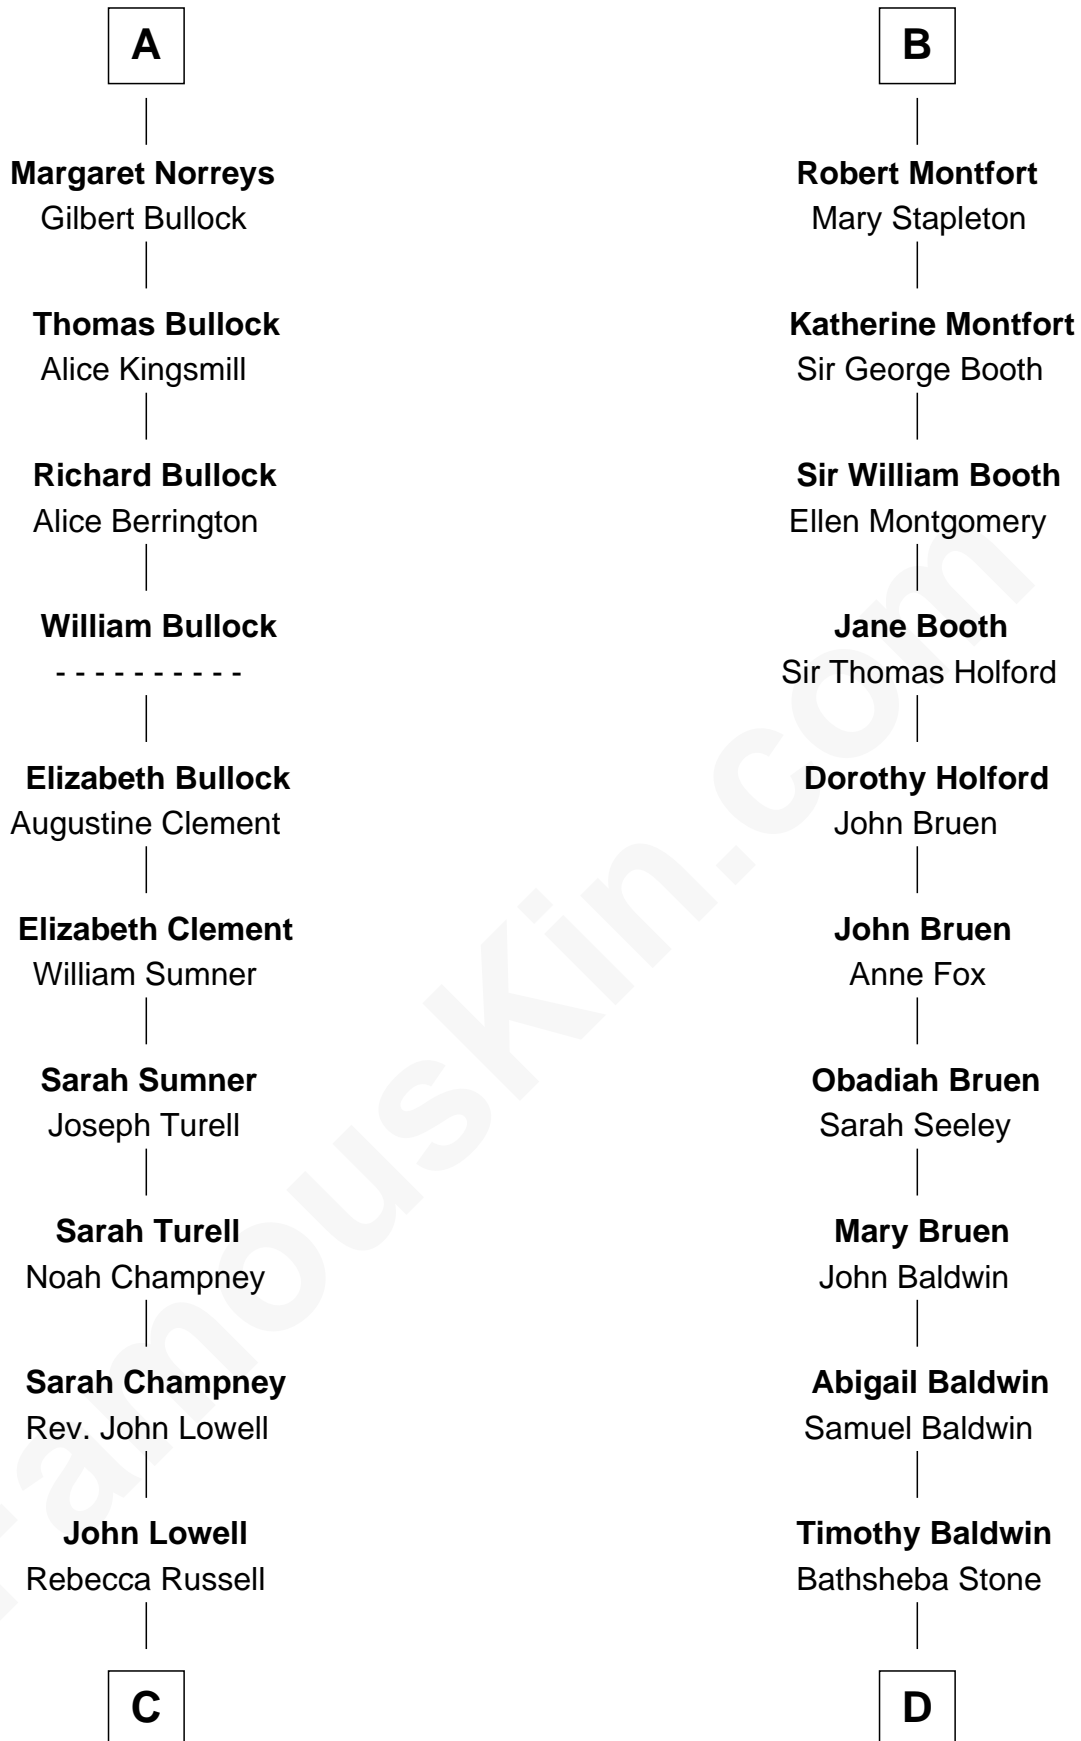 A
Margaret Norreys
Gilbert Bullock
Thomas Bullock
Alice Kingsmill
Richard Bullock
Alice Berrington
William Bullock
- - - - - - - - - -
Elizabeth Bullock
Augustine Clement
Elizabeth Clement
William Sumner
Sarah Sumner
Joseph Turell
Sarah Turell
Noah Champney
Sarah Champney
Rev. John Lowell
John Lowell
Rebecca Russell
C
B
Robert Montfort
Mary Stapleton
Katherine Montfort
Sir George Booth
Sir William Booth
Ellen Montgomery
Jane Booth
Sir Thomas Holford
Dorothy Holford
John Bruen
John Bruen
Anne Fox
Obadiah Bruen
Sarah Seeley
Mary Bruen
John Baldwin
Abigail Baldwin
Samuel Baldwin
Timothy Baldwin
Bathsheba Stone
D
FamousKin.com